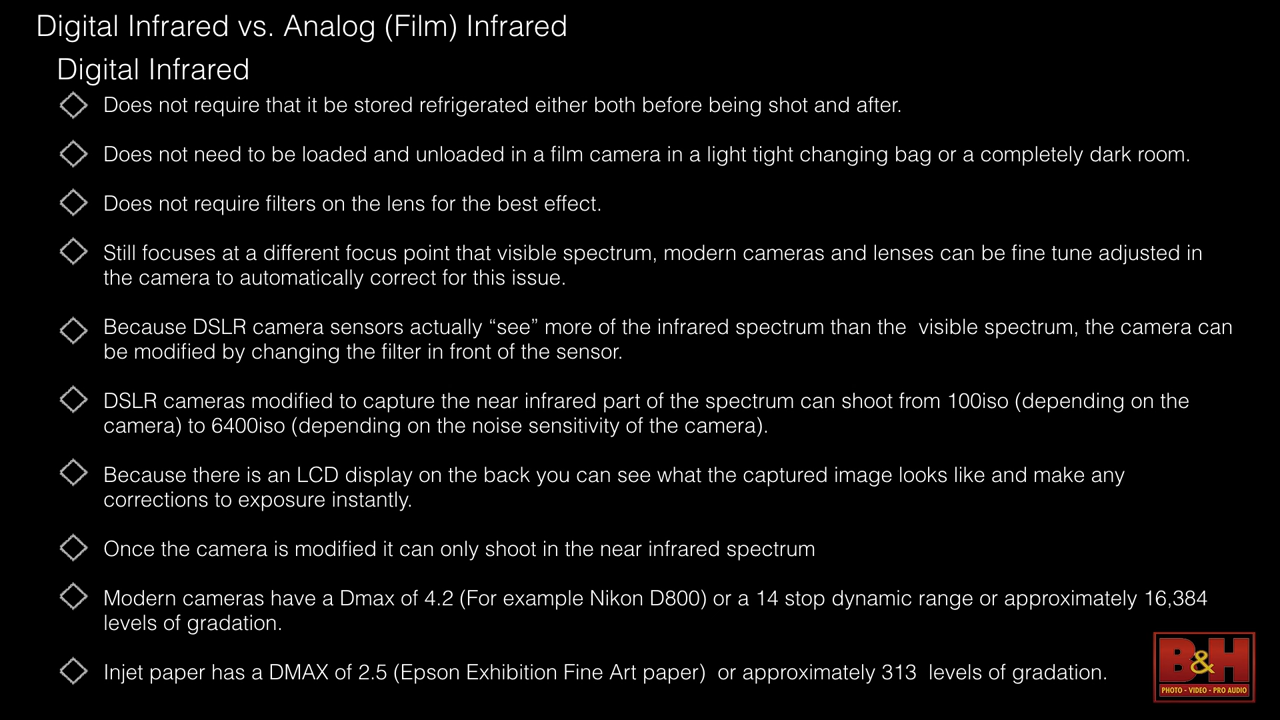 Digital Infrared vs. Analog (Film) Infrared
Digital Infrared
Does not require that it be stored refrigerated either both before being shot and after.
Does not need to be loaded and unloaded in a film camera in a light tight changing bag or a completely dark room.
Does not require filters on the lens for the best effect.
Still focuses at a different focus point that visible spectrum, modern cameras and lenses can be fine tune adjusted in
the camera to automatically correct for this issue.
Because DSLR camera sensors actually “see” more of the infrared spectrum than the  visible spectrum, the camera can
be modified by changing the filter in front of the sensor.
DSLR cameras modified to capture the near infrared part of the spectrum can shoot from 100iso (depending on the
camera) to 6400iso (depending on the noise sensitivity of the camera).
Because there is an LCD display on the back you can see what the captured image looks like and make any
corrections to exposure instantly.
Once the camera is modified it can only shoot in the near infrared spectrum
Modern cameras have a Dmax of 4.2 (For example Nikon D800) or a 14 stop dynamic range or approximately 16,384
levels of gradation.
Injet paper has a DMAX of 2.5 (Epson Exhibition Fine Art paper)  or approximately 313  levels of gradation.
B&H
PHOTO - VIDEO - PRO AUDIO